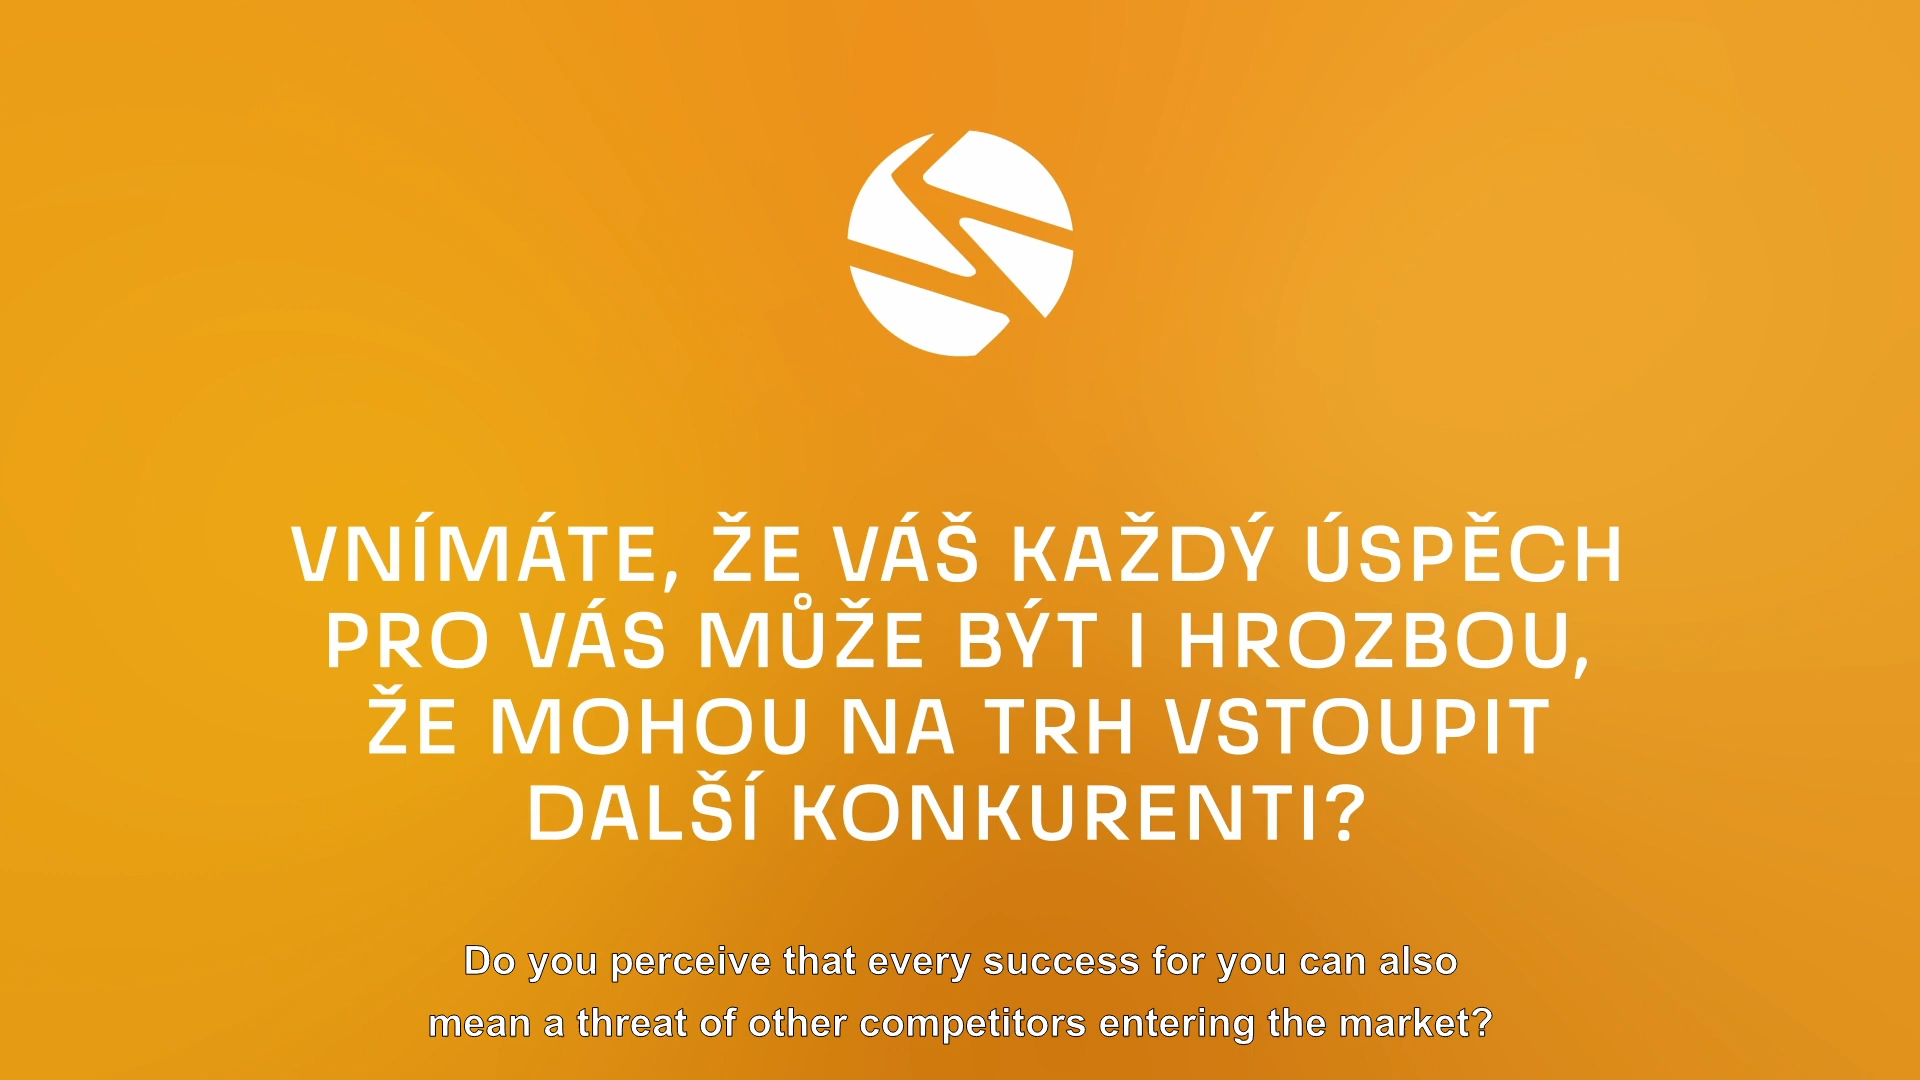 VNÍMÁTE, ŽE VÁŠ KAŽDÝ ÚSPĚCH
PRO VÁS MŮŽE BÝT I HROZBOU,
ŽE MOHOU NA TRH VSTOUPIT
DALŠÍ KONKURENTI?
Do you perceive that every success for you can also
mean a threat of other competitors entering the market?